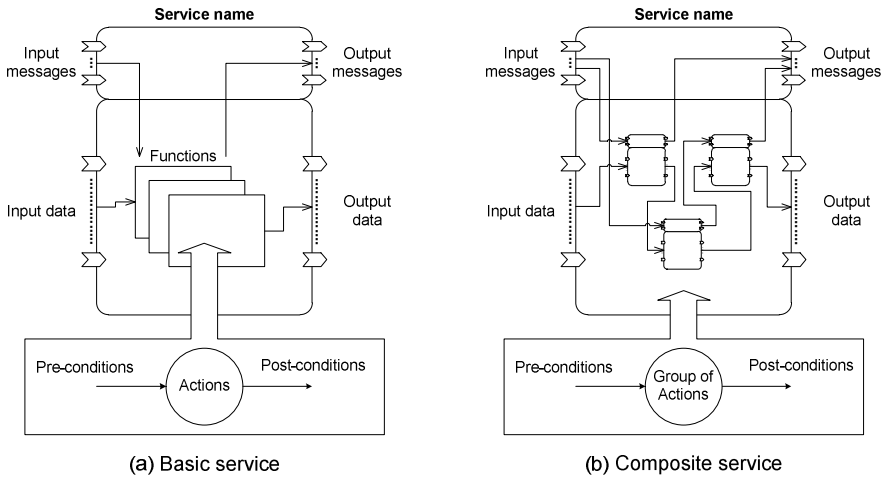 Service name
Input
messages
Output
messages
Functions
Input data
Output
data
Pre-conditions
Post-conditions
Actions
(a) Basic service
Service name
Input
messages
Output
messages
Input data
Output
data
Pre-conditions
Post-conditions
Group of
Actions
(b) Composite service